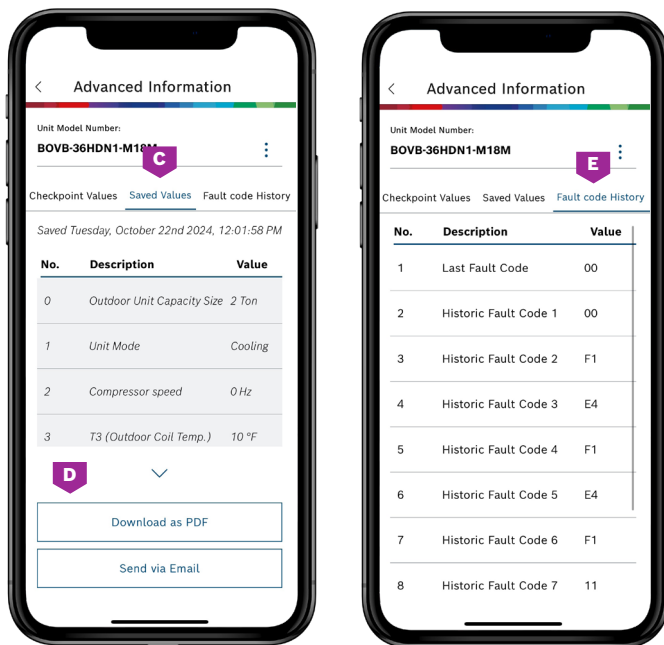 Advanced Information
Unit Model Number:
BOVB-36HDN1-M18M
C
Checkpoint Values Saved Values Fault code History
Saved Tuesday, October 22nd 2024, 12:01:58 PM
No. Description Value
0 Outdoor Unit Capacity Size 2 Ton
1 Unit Mode Cooling
2 Compressor speed 0 Hz
3 T3 (Outdoor Coil Temp.) 10 °F
D
Download as PDF
Send via Email
Advanced Information
Unit Model Number:
BOVB-36HDN1-M18M
E
Checkpoint Values Saved Values Fault code History
No. Description Value
1 Last Fault Code 00
2 Historic Fault Code 1 00
3 Historic Fault Code 2 F1
4 Historic Fault Code 3 E4
5 Historic Fault Code 4 F1
6 Historic Fault Code 5 E4
7 Historic Fault Code 6 F1
8 Historic Fault Code 7 11